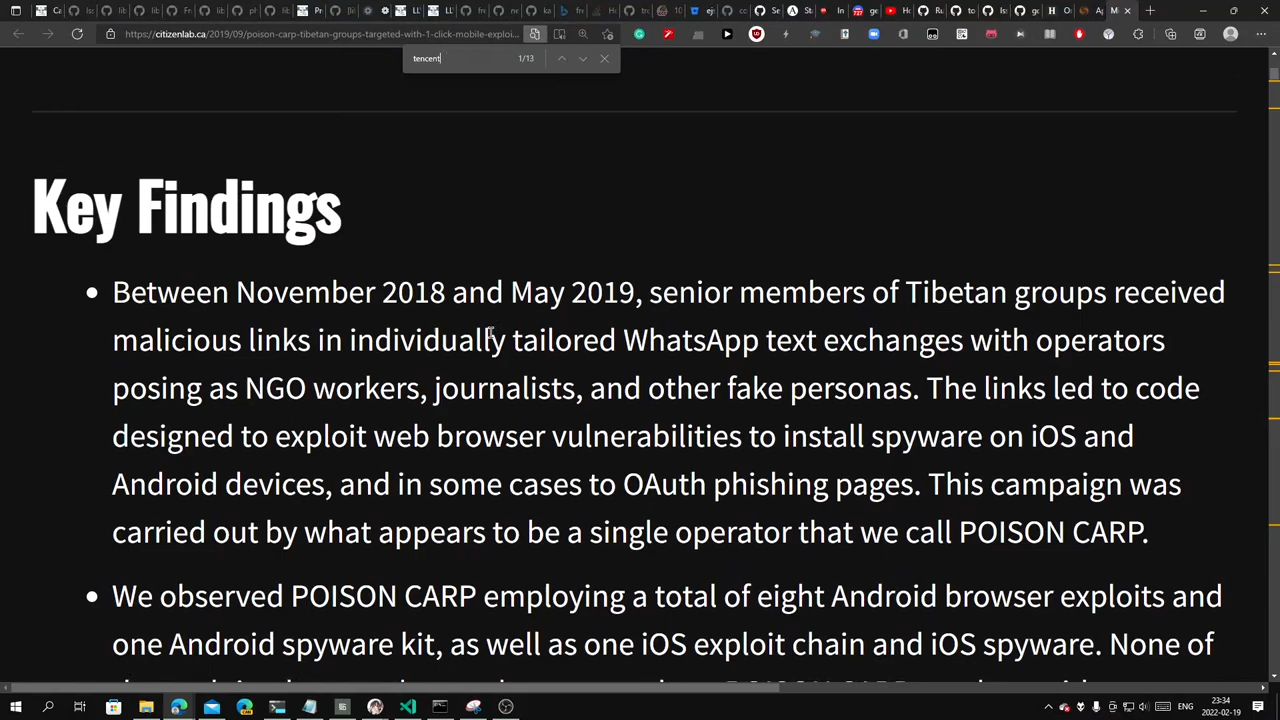 https://citizenlab.ca/2019/09/poison-carp-tibetan-groups-targeted-with-1-click-mobile-exploi...
tencent 1/13
Key Findings
• Between November 2018 and May 2019, senior members of Tibetan groups received
malicious links in individually tailored WhatsApp text exchanges with operators
posing as NGO workers, journalists, and other fake personas. The links led to code
designed to exploit web browser vulnerabilities to install spyware on iOS and
Android devices, and in some cases to OAuth phishing pages. This campaign was
carried out by what appears to be a single operator that we call POISON CARP.
• We observed POISON CARP employing a total of eight Android browser exploits and
one Android spyware kit, as well as one iOS exploit chain and iOS spyware. None of
23:34
2022-02-19